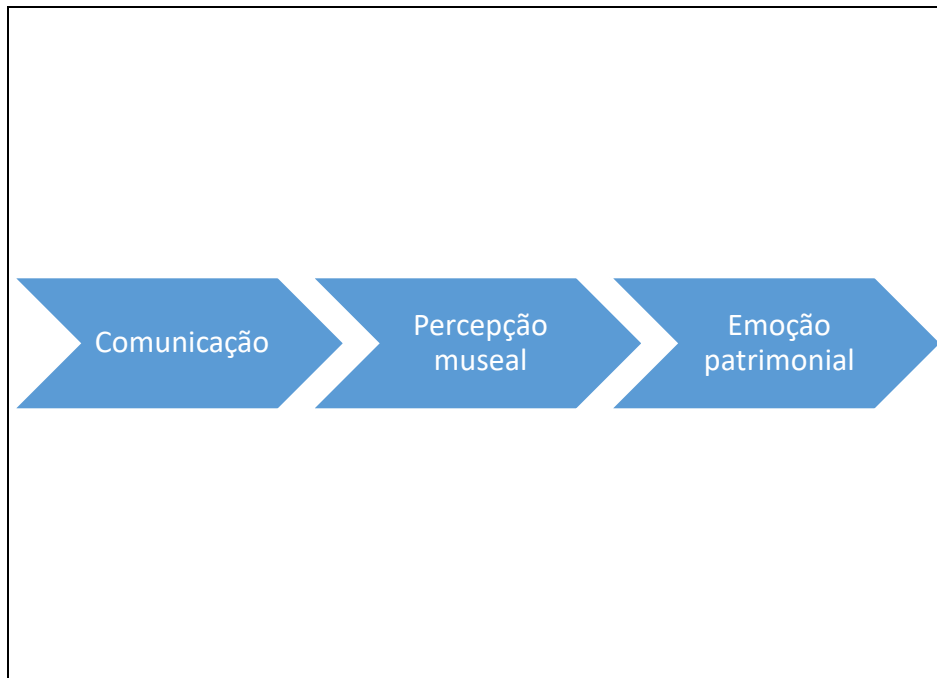 Comunicação
Percepção
museal
Emoção
patrimonial